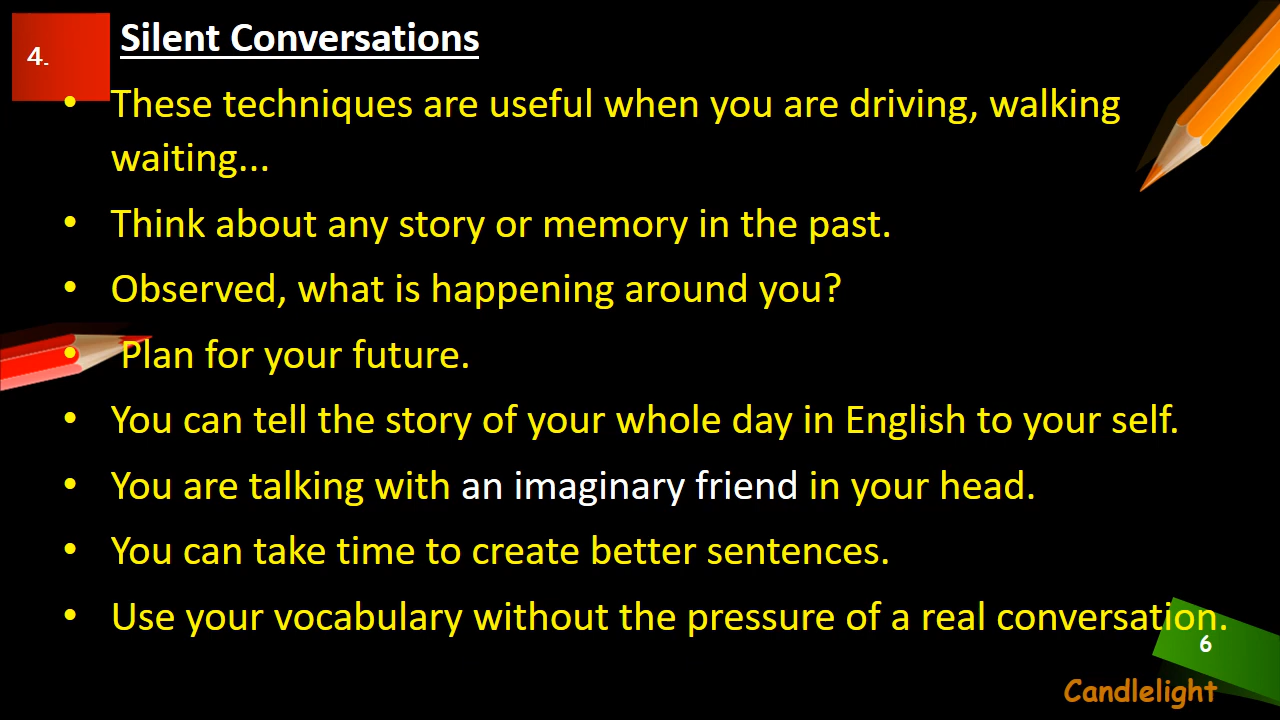 4.
Silent Conversations
• These techniques are useful when you are driving, walking
waiting...
• Think about any story or memory in the past.
• Observed, what is happening around you?
• Plan for your future.
• You can tell the story of your whole day in English to your self.
• You are talking with an imaginary friend in your head.
• You can take time to create better sentences.
• Use your vocabulary without the pressure of a real conversation.
6
Candlelight